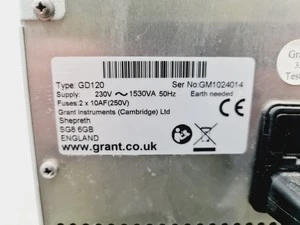 Type: GD120 Ser No:GM1024014
Supply: 230V ~ 1530VA 50Hz Earth needed
Fuses: 2 x 10AF(250V)
Grant Instruments (Cambridge) Ltd
Shepreth
SG8 6GB
ENGLAND
www.grant.co.uk
Gra